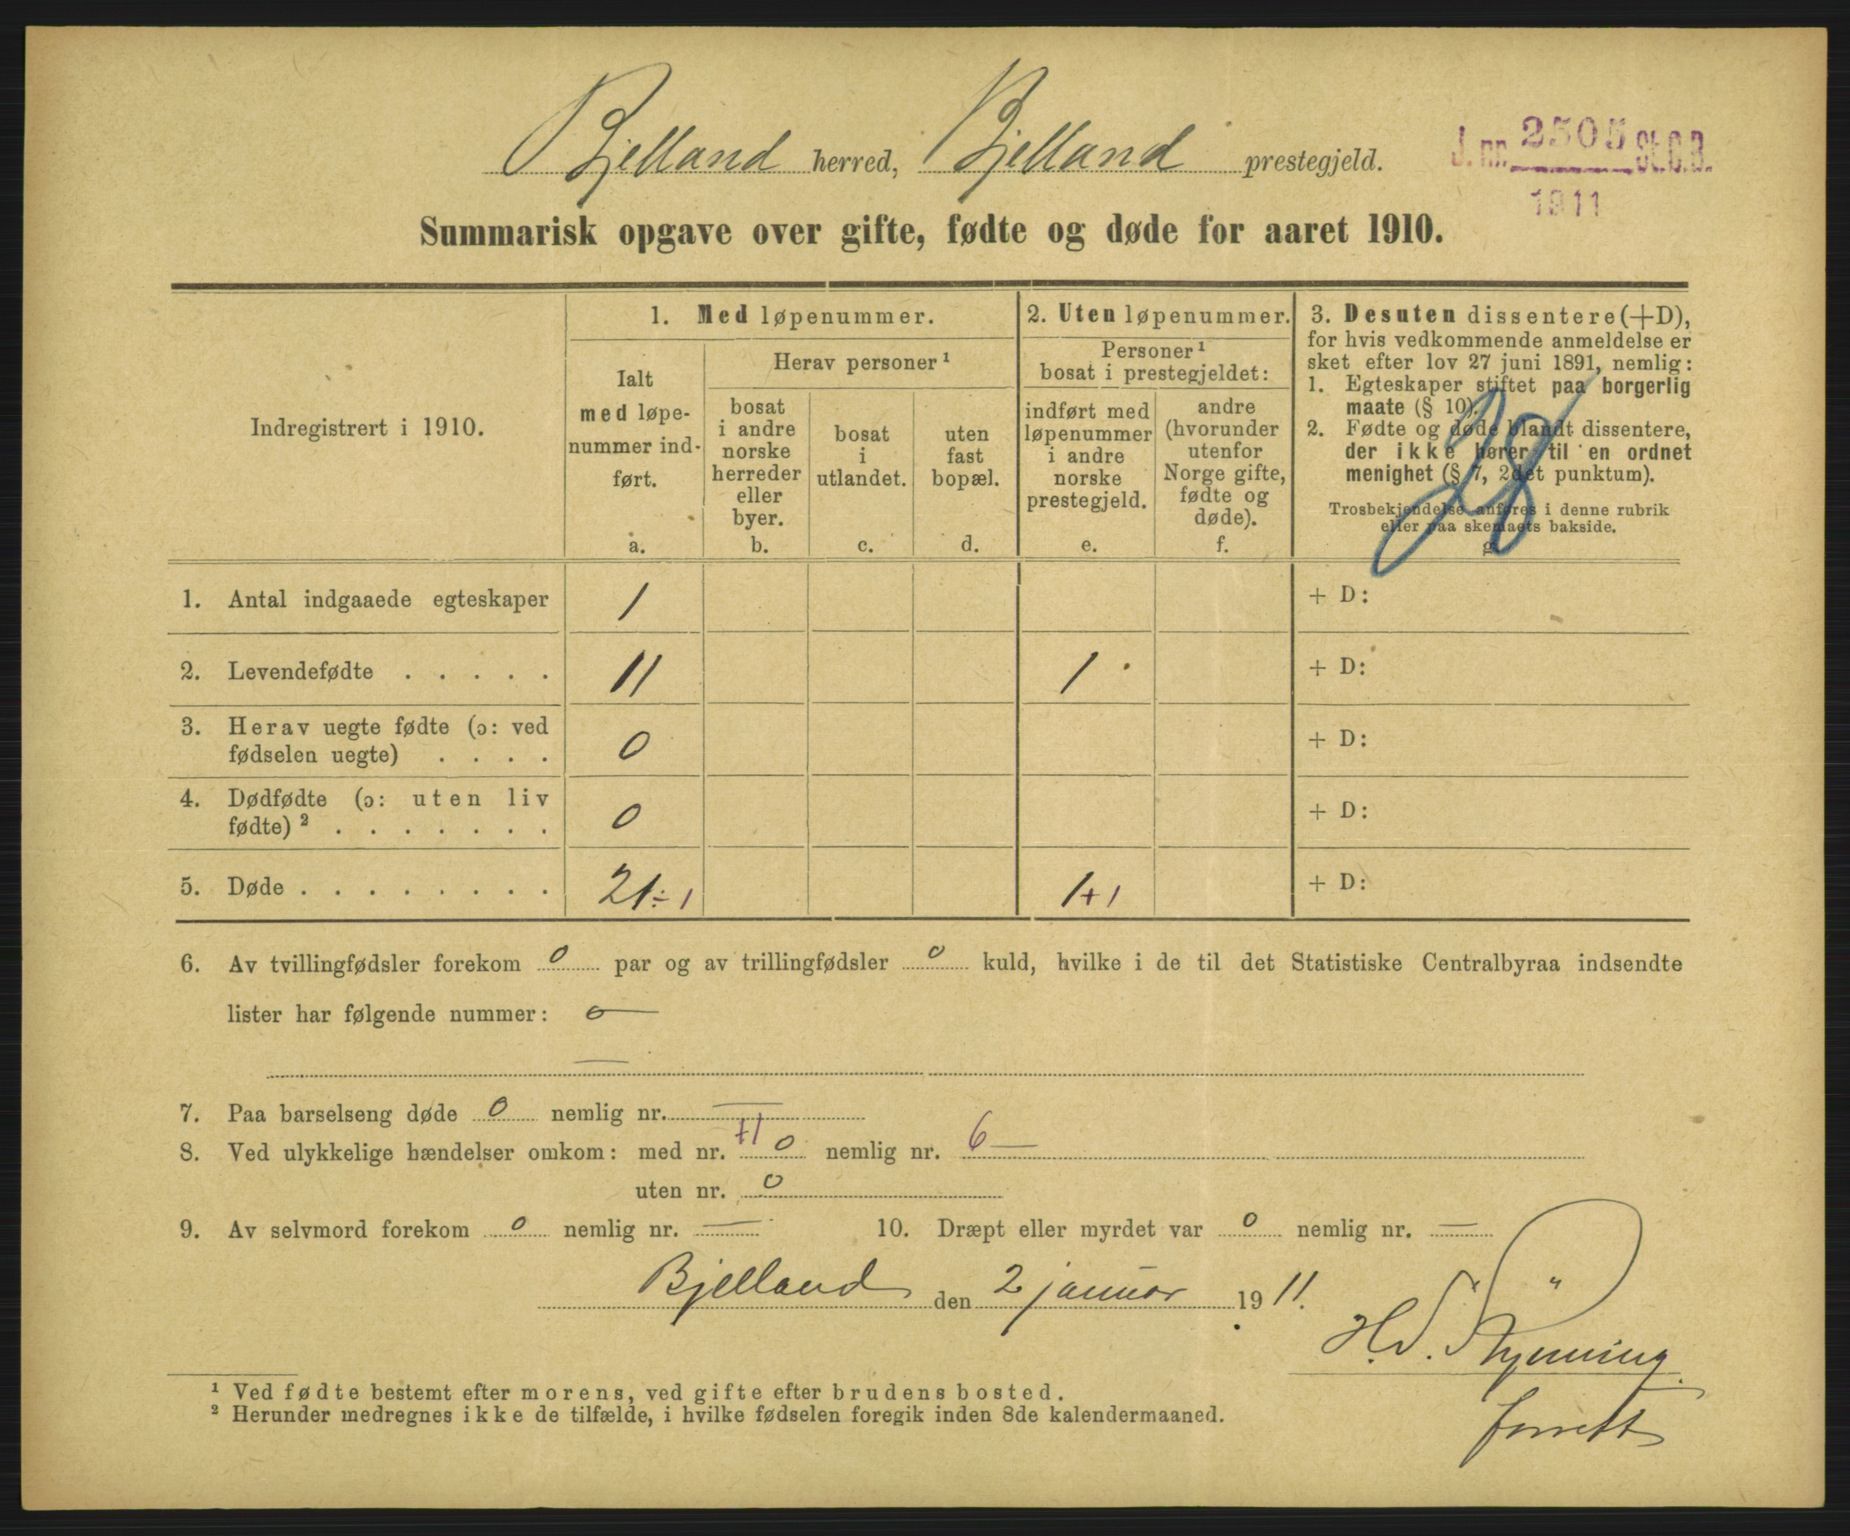 Bjelland herred, Bjelland prestegjeld.
J. nr. 2505 St.C.B.
1911
Summarisk opgave over gifte, fødte og døde for aaret 1910.
Indregistrert i 1910.
1. Med løpenummer.
Ialt
med løpe-
nummer ind-
ført.
a.
Herav personer ¹
bosat
i andre
norske
herreder
eller
byer.
b.
bosat
i
utlandet.
c.
uten
fast
bopæl.
d.
2. Uten løpenummer.
Personer ¹
bosat i prestegjeldet:
indført med
løpenummer
i andre
norske
prestegjeld.
e.
andre
(hvorunder
utenfor
Norge gifte,
fødte og
døde).
f.
3. Desuten dissentere (+D),
for hvis vedkommende anmeldelse er
sket efter lov 27 juni 1891, nemlig:
1. Egteskaper stiftet paa borgerlig
maate (§ 10).
2. Fødte og døde blandt dissentere,
der ikke hører til en ordnet
menighet (§ 7, 2det punktum).
Trosbekjendelse anføres i denne rubrik
eller paa skemaets bakside.
g.
28
1. Antal indgaaede egteskaper 1 + D:
2. Levendefødte . . . . . 11 1 + D:
3. Herav uegte fødte (ɔ: ved
fødselen uegte) . . . . 0 + D:
4. Dødfødte (ɔ: uten liv
fødte) ² . . . . . . . 0 + D:
5. Døde . . . . . . . . 21÷1 1+1 + D:
6. Av tvillingfødsler forekom 0 par og av trillingfødsler 0 kuld, hvilke i de til det Statistiske Centralbyraa indsendte
lister har følgende nummer: 0 —
—
7. Paa barselseng døde 0 nemlig nr. —
8. Ved ulykkelige hændelser omkom: med nr. +1 0 nemlig nr. 6 —
uten nr. 0
9. Av selvmord forekom 0 nemlig nr. — 10. Dræpt eller myrdet var 0 nemlig nr. —
Bjelland den 2 januar 1911.
¹ Ved fødte bestemt efter morens, ved gifte efter brudens bosted.
² Herunder medregnes ikke de tilfælde, i hvilke fødselen foregik inden 8de kalendermaaned.